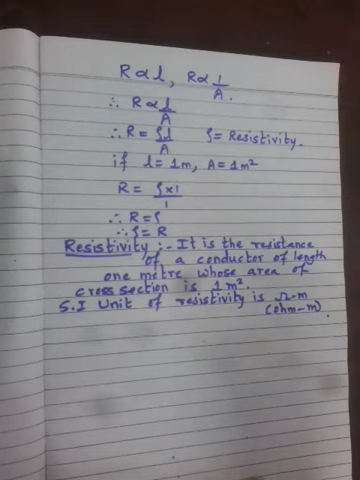 R ∝ l, R ∝ 1/A.
∴ R ∝ l/A
∴ R = ρl/A ρ = Resistivity.
if l = 1m, A = 1m²
R = ρ×1/1
∴ R = ρ
∴ ρ = R
Resistivity :- It is the resistance
of a conductor of length
one metre whose area of
cross section is 1m².
S.I Unit of resistivity is Ω-m
(ohm-m).